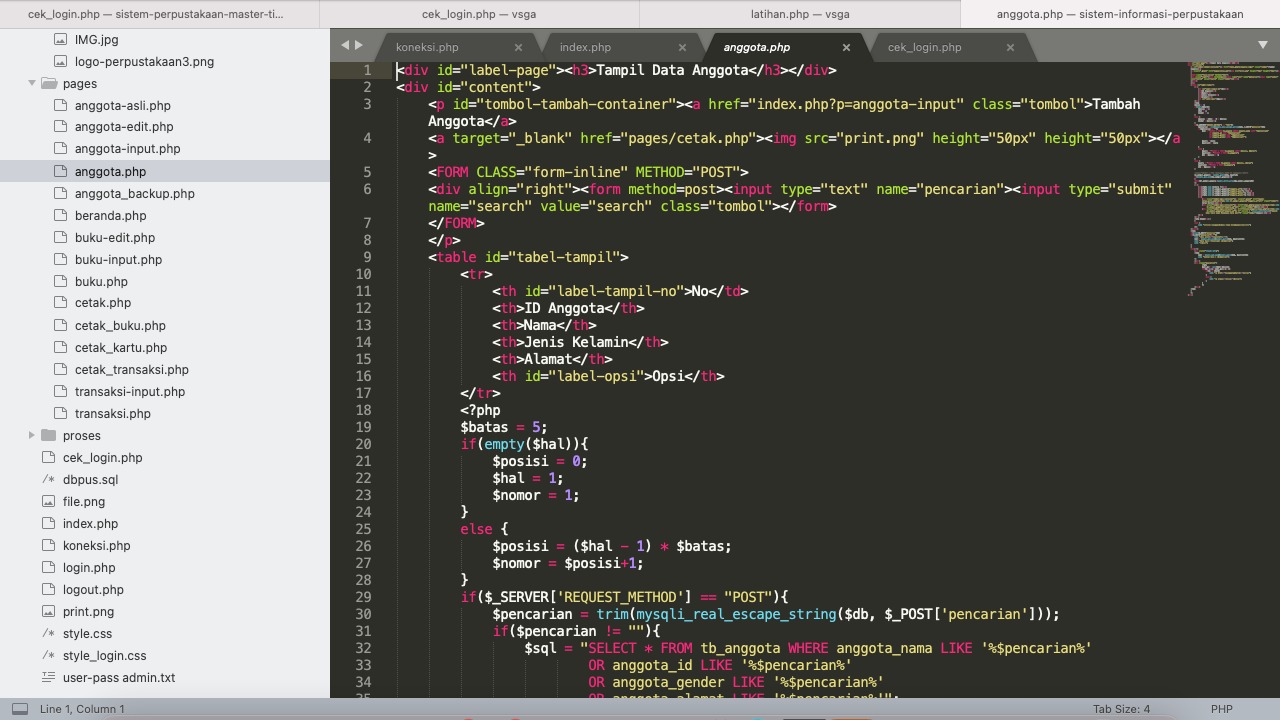 cek_login.php — sistem-perpustakaan-master-ti...
cek_login.php — vsga
latihan.php — vsga
anggota.php — sistem-informasi-perpustakaan
IMG.jpg
logo-perpustakaan3.png
pages
anggota-asli.php
anggota-edit.php
anggota-input.php
anggota.php
anggota_backup.php
beranda.php
buku-edit.php
buku-input.php
buku.php
cetak.php
cetak_buku.php
cetak_kartu.php
cetak_transaksi.php
transaksi-input.php
transaksi.php
proses
cek_login.php
dbpus.sql
file.png
index.php
koneksi.php
login.php
logout.php
print.png
style.css
style_login.css
user-pass admin.txt
koneksi.php ×
index.php ×
anggota.php ×
cek_login.php ×
1 <div id="label-page"><h3>Tampil Data Anggota</h3></div>
2 <div id="content">
3 <p id="tombol-tambah-container"><a href="index.php?p=anggota-input" class="tombol">Tambah
Anggota</a>
4 <a target="_blank" href="pages/cetak.php"><img src="print.png" height="50px" height="50px"></a
>
5 <FORM CLASS="form-inline" METHOD="POST">
6 <div align="right"><form method=post><input type="text" name="pencarian"><input type="submit"
name="search" value="search" class="tombol"></form>
7 </FORM>
8 </p>
9 <table id="tabel-tampil">
10 <tr>
11 <th id="label-tampil-no">No</td>
12 <th>ID Anggota</th>
13 <th>Nama</th>
14 <th>Jenis Kelamin</th>
15 <th>Alamat</th>
16 <th id="label-opsi">Opsi</th>
17 </tr>
18 <?php
19 $batas = 5;
20 if(empty($hal)){
21 $posisi = 0;
22 $hal = 1;
23 $nomor = 1;
24 }
25 else {
26 $posisi = ($hal - 1) * $batas;
27 $nomor = $posisi+1;
28 }
29 if($_SERVER['REQUEST_METHOD'] == "POST"){
30 $pencarian = trim(mysqli_real_escape_string($db, $_POST['pencarian']));
31 if($pencarian != ""){
32 $sql = "SELECT * FROM tb_anggota WHERE anggota_nama LIKE '%$pencarian%'
33 OR anggota_id LIKE '%$pencarian%'
34 OR anggota_gender LIKE '%$pencarian%'
35 OR anggota_alamat LIKE '%$pencarian%'";
Line 1, Column 1
Tab Size: 4
PHP